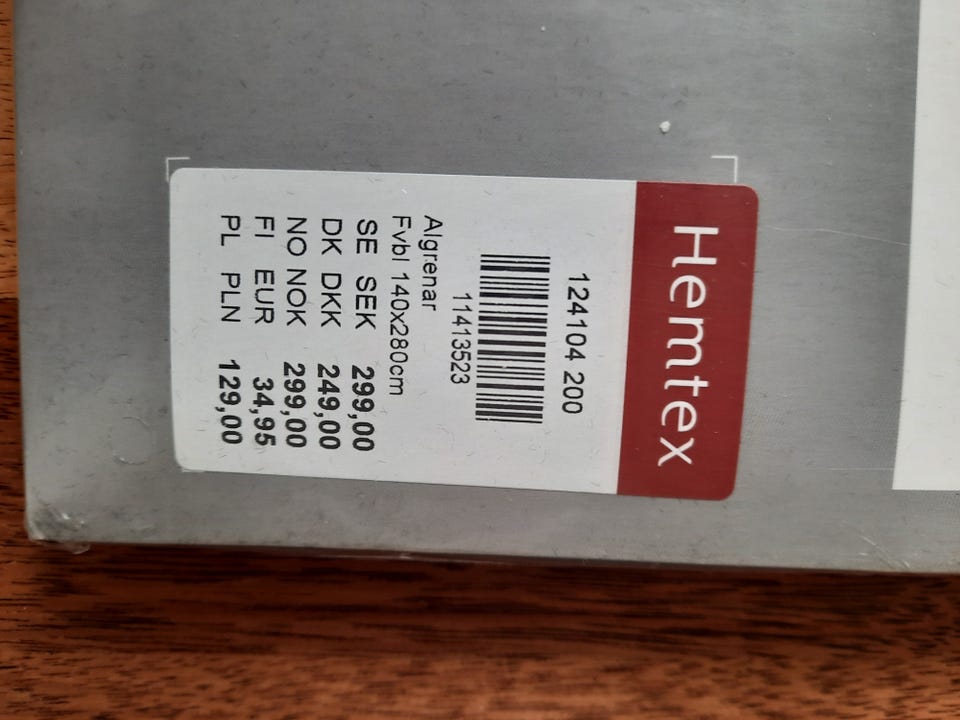 Hemtex
124104 200
11413523
Algrenar
Fvbl 140x280cm
SE SEK 299,00
DK DKK 249,00
NO NOK 299,00
FI EUR 34,95
PL PLN 129,00